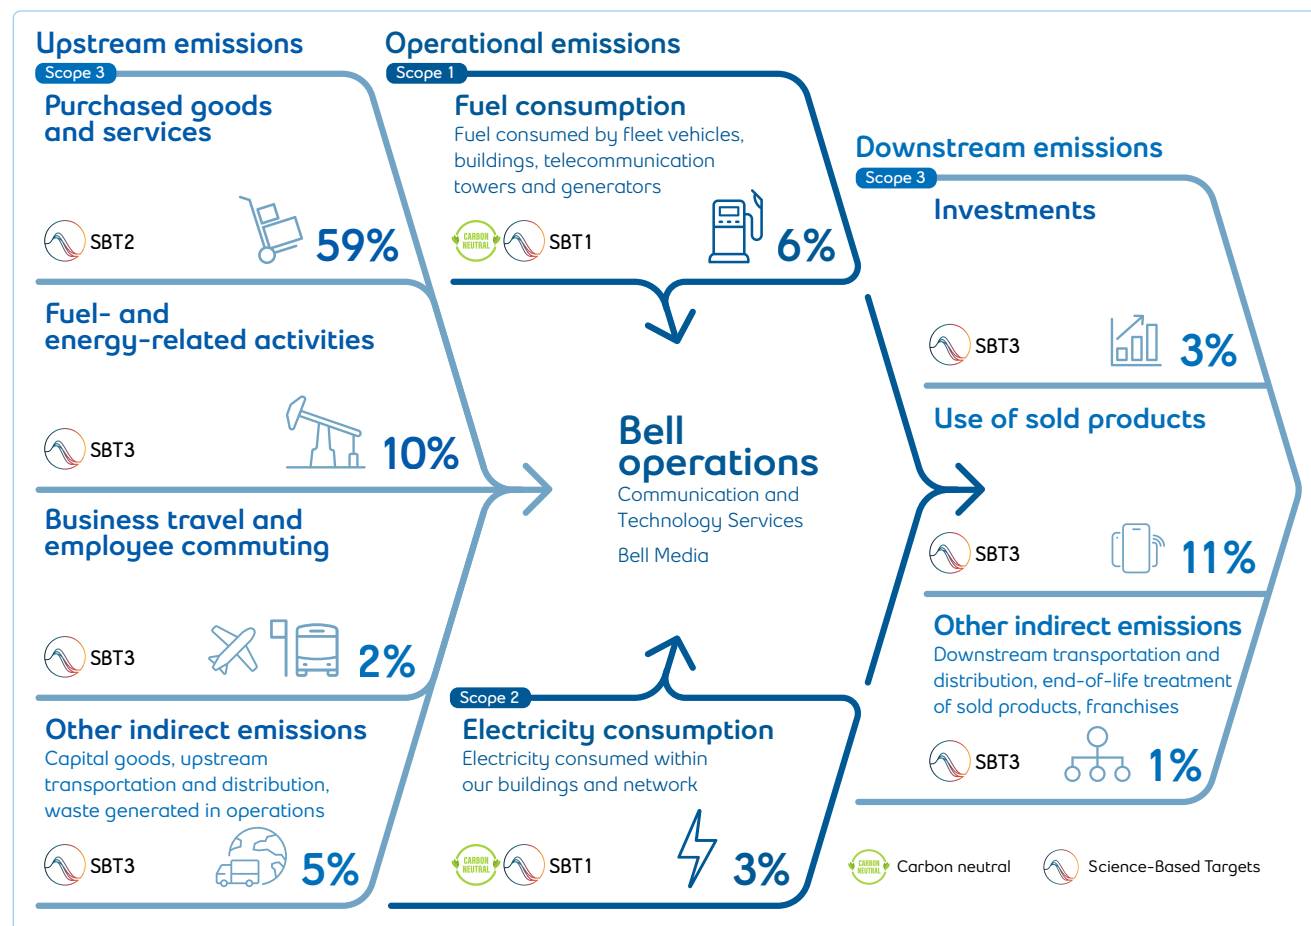 Upstream emissions
Scope 3
Purchased goods
and services
SBT2
59%
Fuel- and
energy-related activities
SBT3
10%
Business travel and
employee commuting
SBT3
2%
Other indirect emissions
Capital goods, upstream
transportation and distribution,
waste generated in operations
SBT3
5%
Operational emissions
Scope 1
Fuel consumption
Fuel consumed by fleet vehicles,
buildings, telecommunication
towers and generators
CARBON
NEUTRAL
SBT1
6%
Bell
operations
Communication and
Technology Services
Bell Media
Scope 2
Electricity consumption
Electricity consumed within
our buildings and network
CARBON
NEUTRAL
SBT1
3%
Downstream emissions
Scope 3
Investments
SBT3
3%
Use of sold products
SBT3
11%
Other indirect emissions
Downstream transportation and
distribution, end-of-life treatment
of sold products, franchises
SBT3
1%
CARBON
NEUTRAL
Carbon neutral
Science-Based Targets